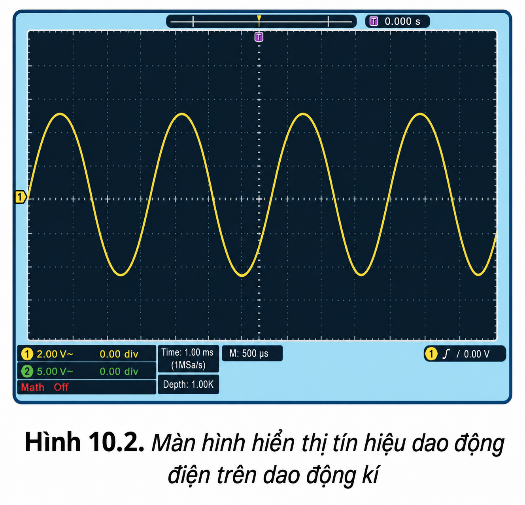 T 0.000 s
T
1
1 2.00 V~ 0.00 div
2 5.00 V~ 0.00 div
Math Off
Time: 1.00 ms
(1MSa/s)
Depth: 1.00K
M: 500 µs
1 ʃ / 0.00 V
Hình 10.2. Màn hình hiển thị tín hiệu dao động
điện trên dao động kí